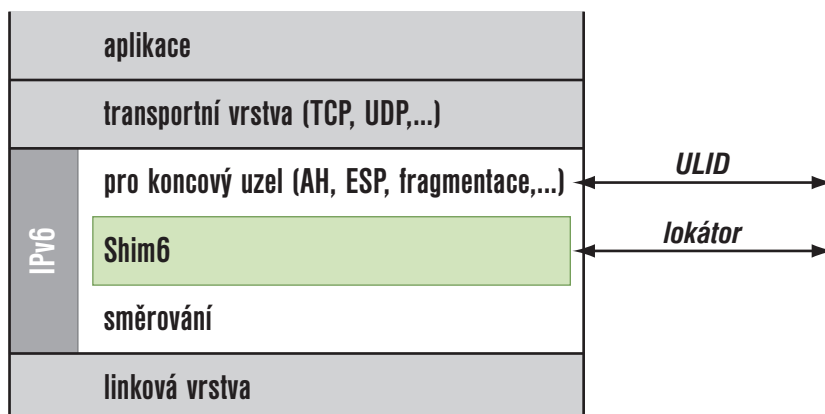 aplikace
transportní vrstva (TCP, UDP,...)
pro koncový uzel (AH, ESP, fragmentace,...)
ULID
IPv6
Shim6
lokátor
směrování
linková vrstva